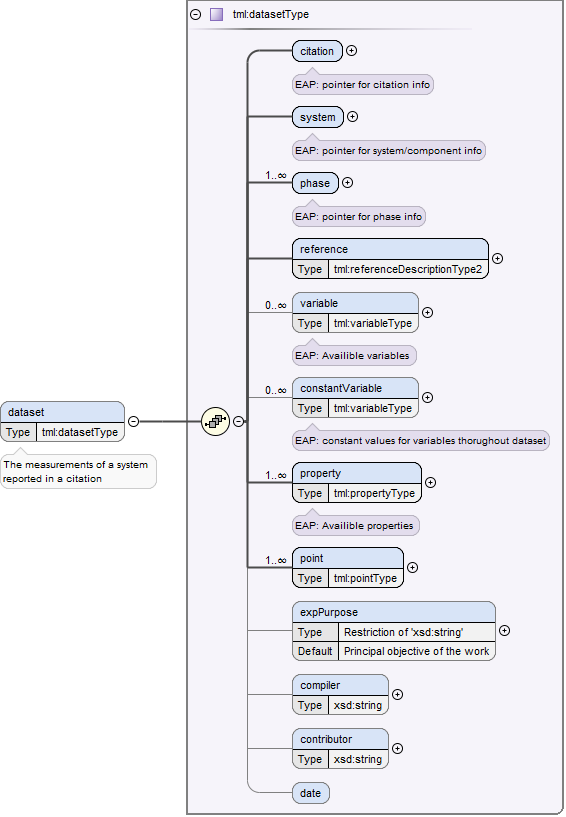 tml:datasetType
citation
EAP: pointer for citation info
system
EAP: pointer for system/component info
1..∞
phase
EAP: pointer for phase info
reference
Type tml:referenceDescriptionType2
0..∞
variable
Type tml:variableType
EAP: Availible variables
0..∞
constantVariable
Type tml:variableType
EAP: constant values for variables thorughout dataset
dataset
Type tml:datasetType
The measurements of a system
reported in a citation
1..∞
property
Type tml:propertyType
EAP: Availible properties
1..∞
point
Type tml:pointType
expPurpose
Type Restriction of 'xsd:string'
Default Principal objective of the work
compiler
Type xsd:string
contributor
Type xsd:string
date